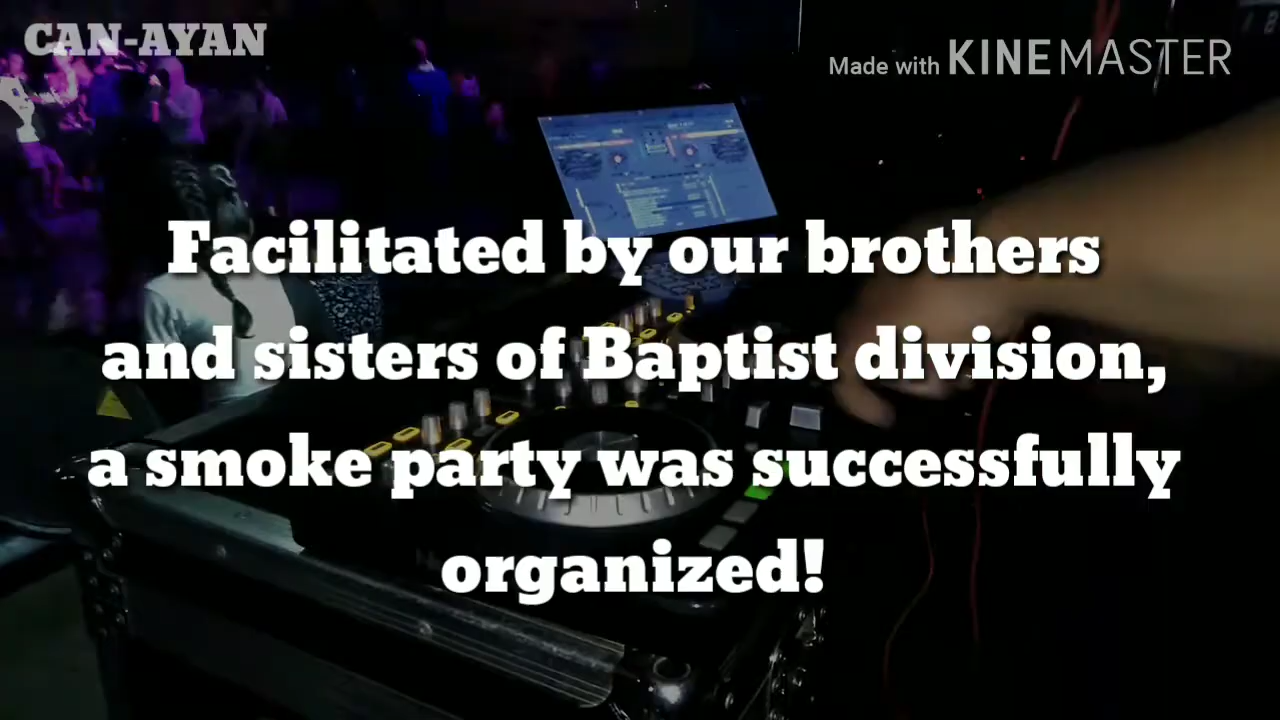 CAN-AYAN
Made with KINEMASTER
Facilitated by our brothers
and sisters of Baptist division,
a smoke party was successfully
organized!